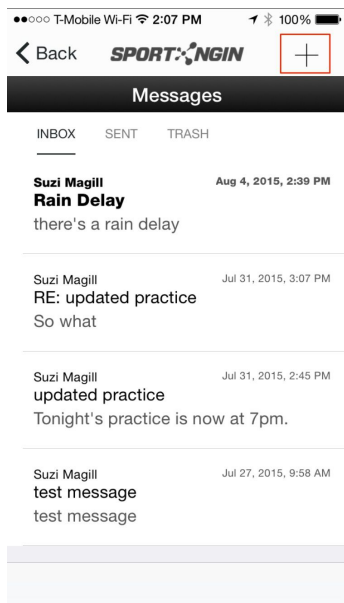 T-Mobile Wi-Fi 2:07 PM 100%
Back SPORT NGIN
Messages
INBOX SENT TRASH
Suzi Magill Aug 4, 2015, 2:39 PM
Rain Delay
there's a rain delay
Suzi Magill Jul 31, 2015, 3:07 PM
RE: updated practice
So what
Suzi Magill Jul 31, 2015, 2:45 PM
updated practice
Tonight's practice is now at 7pm.
Suzi Magill Jul 27, 2015, 9:58 AM
test message
test message